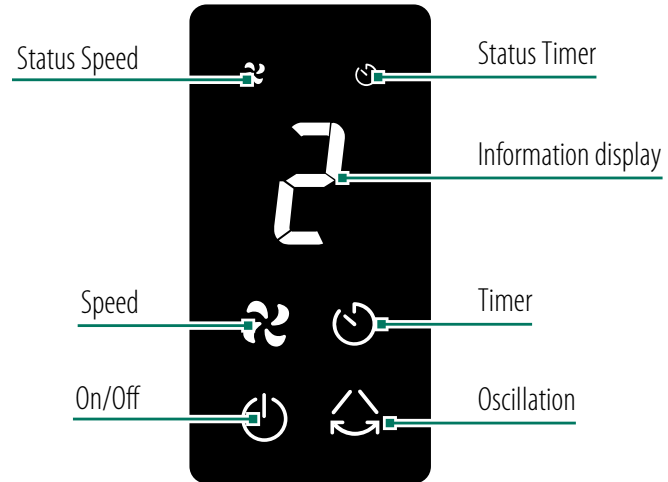 Status Speed
Status Timer
2
Information display
Speed
Timer
On/Off
Oscillation